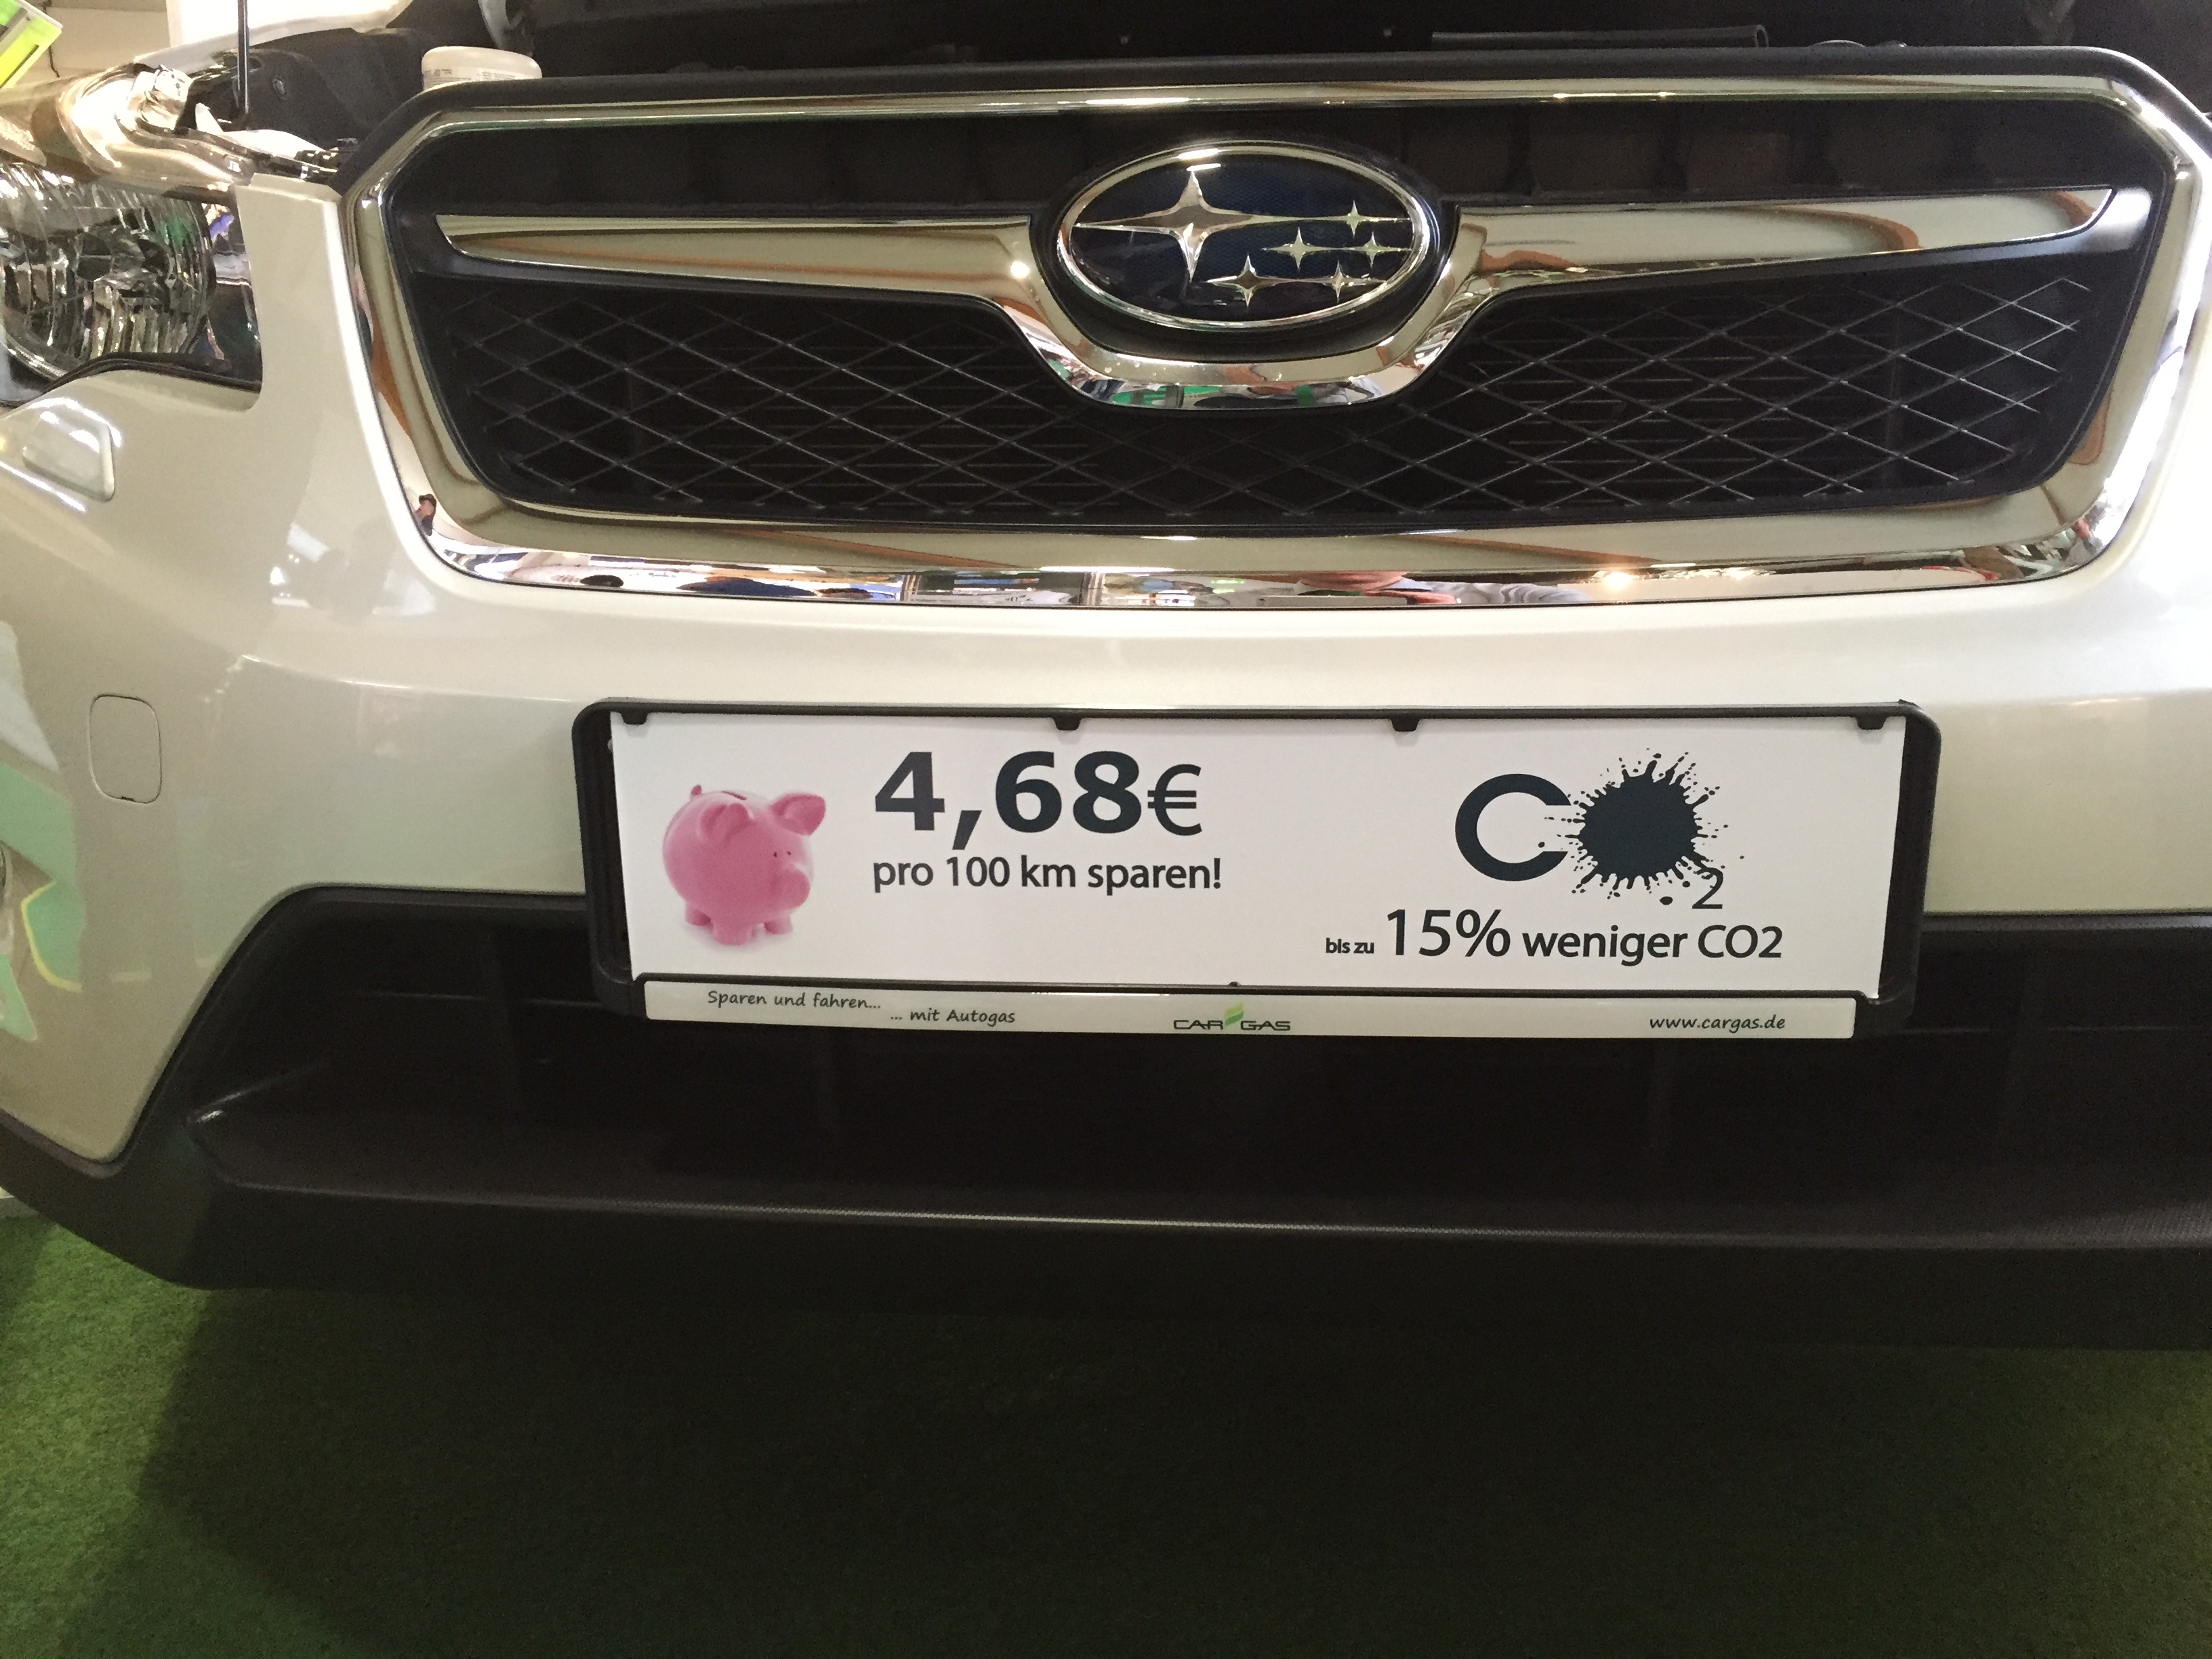 4,68€
pro 100 km sparen!
CO2
bis zu 15% weniger CO2
Sparen und fahren...
... mit Autogas
CAR GAS
www.cargas.de